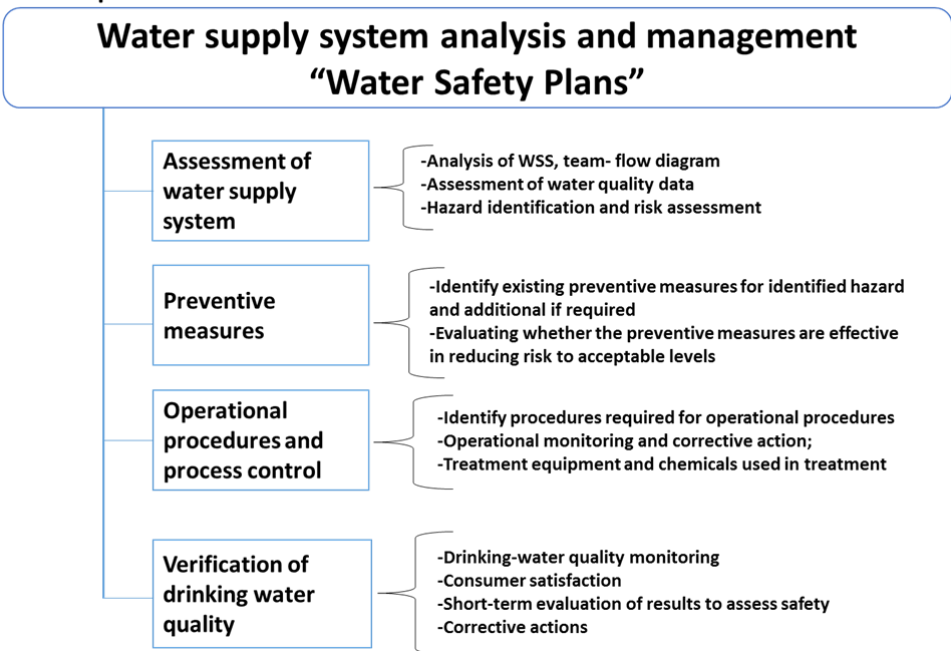 Water supply system analysis and management
“Water Safety Plans”
Assessment of
water supply
system
-Analysis of WSS, team- flow diagram
-Assessment of water quality data
-Hazard identification and risk assessment
Preventive
measures
-Identify existing preventive measures for identified hazard
and additional if required
-Evaluating whether the preventive measures are effective
in reducing risk to acceptable levels
Operational
procedures and
process control
-Identify procedures required for operational procedures
-Operational monitoring and corrective action;
-Treatment equipment and chemicals used in treatment
Verification of
drinking water
quality
-Drinking-water quality monitoring
-Consumer satisfaction
-Short-term evaluation of results to assess safety
-Corrective actions